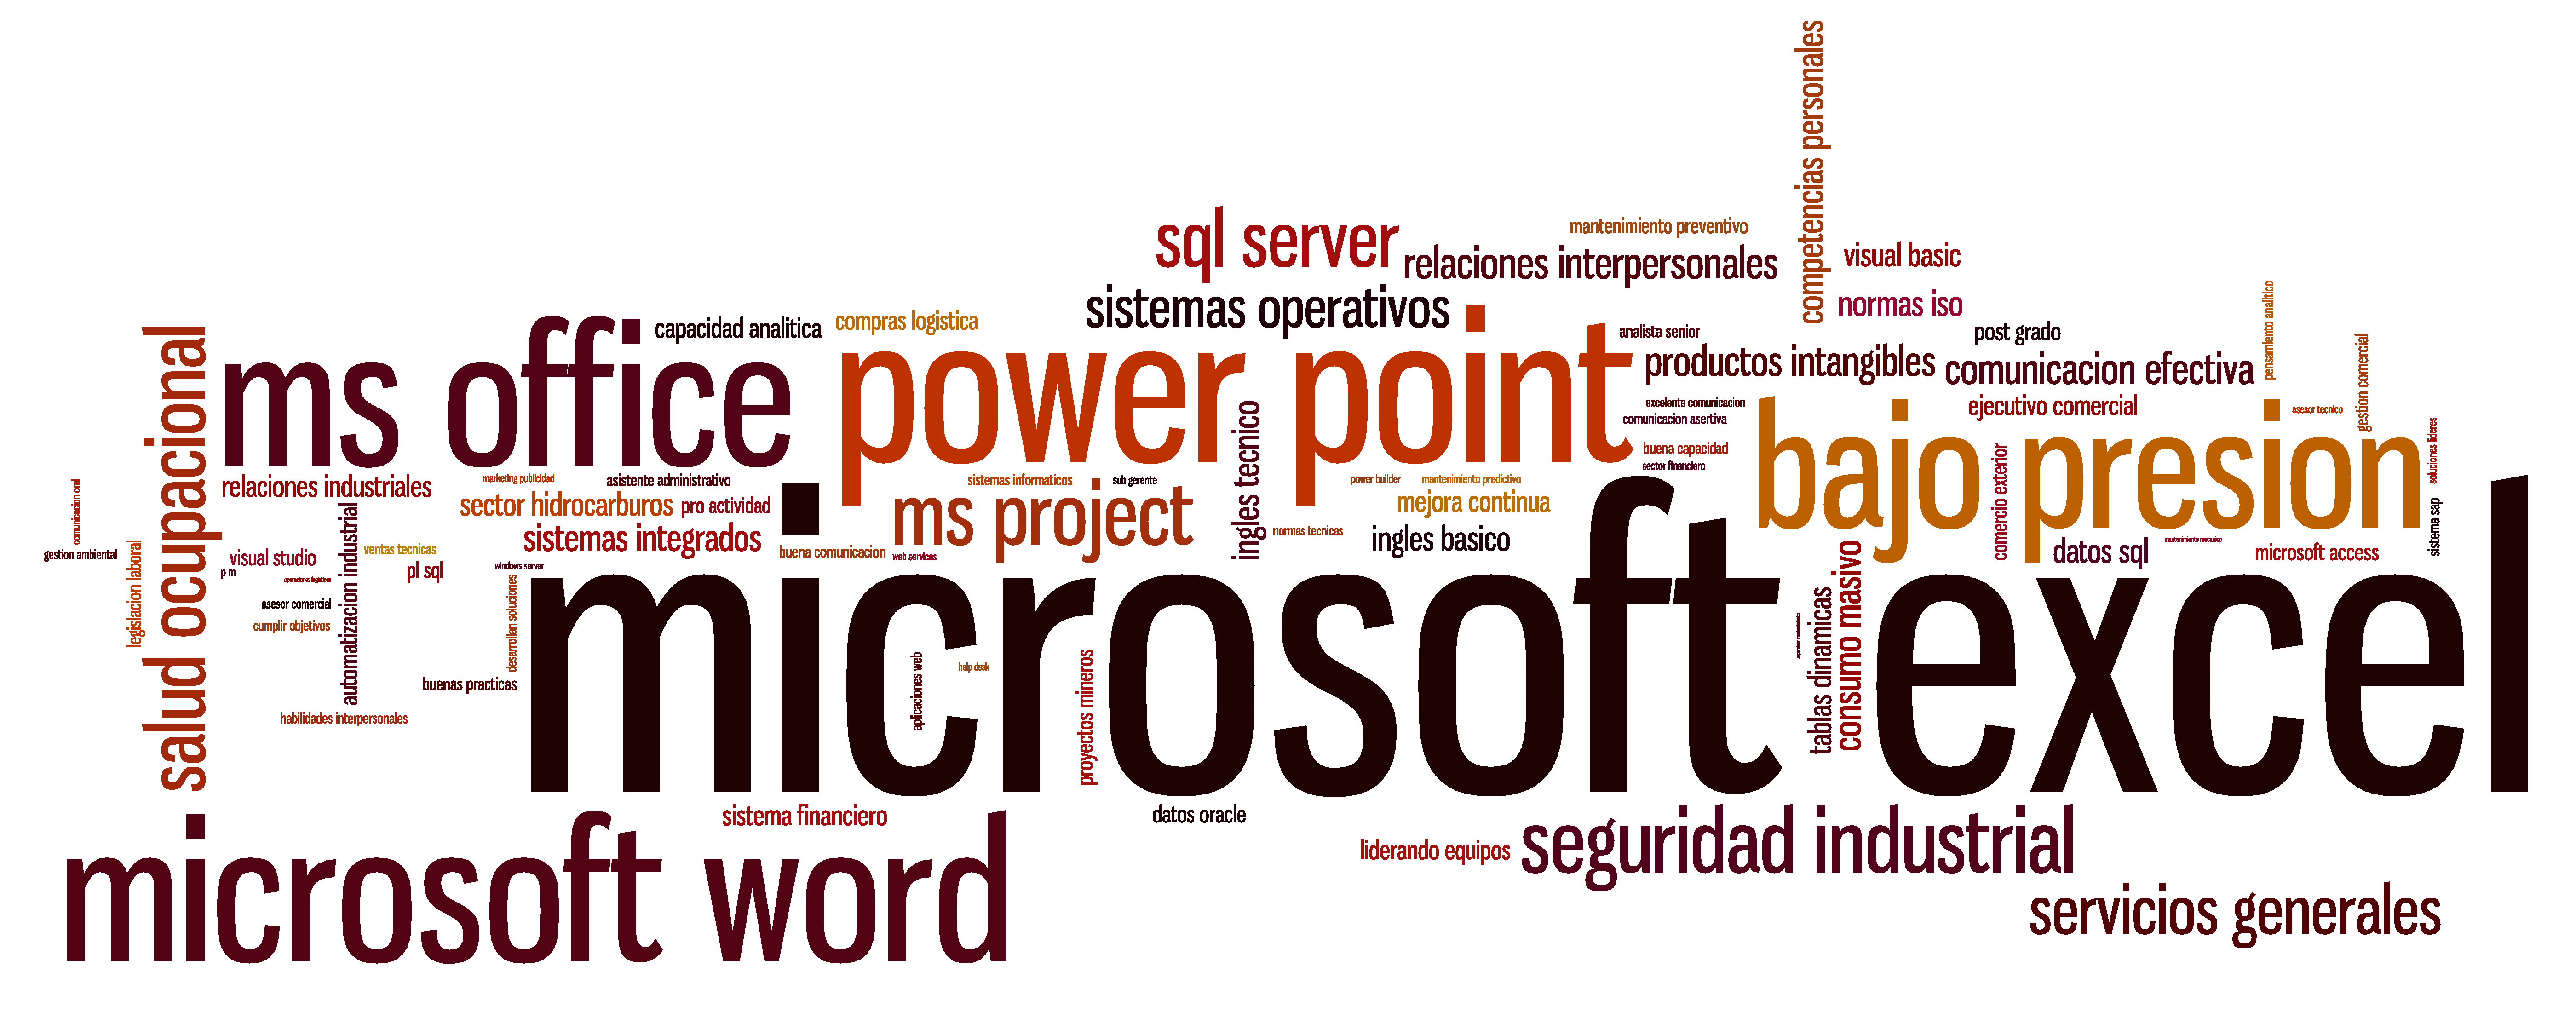 competencias personales
sql server
mantenimiento preventivo
relaciones interpersonales
visual basic
normas iso
sistemas operativos
capacidad analitica
compras logistica
analista senior
post grado
pensamiento analitico
salud ocupacional
ms office
power point
productos intangibles
comunicacion efectiva
gestion comercial
excelente comunicacion
comunicacion asertiva
ejecutivo comercial
asesor tecnico
bajo presion
buena capacidad
sector financiero
soluciones lideres
relaciones industriales
marketing publicidad
asistente administrativo
sistemas informaticos
sub gerente
ingles tecnico
power builder
mantenimiento predictivo
comunicacion oral
sector hidrocarburos
pro actividad
ms project
mejora continua
comercio exterior
sistema sap
automatizacion industrial
sistemas integrados
normas tecnicas
ingles basico
gestion ambiental
legislacion laboral
visual studio
ventas tecnicas
buena comunicacion
web services
datos sql
mantenimiento mecanico
microsoft access
p m
pl sql
windows server
operaciones logisticas
asesor comercial
cumplir objetivos
desarrollan soluciones
microsoft excel
tablas dinamicas
consumo masivo
aplicaciones web
help desk
proyectos mineros
buenas practicas
habilidades interpersonales
sistema financiero
datos oracle
microsoft word
liderando equipos
seguridad industrial
servicios generales